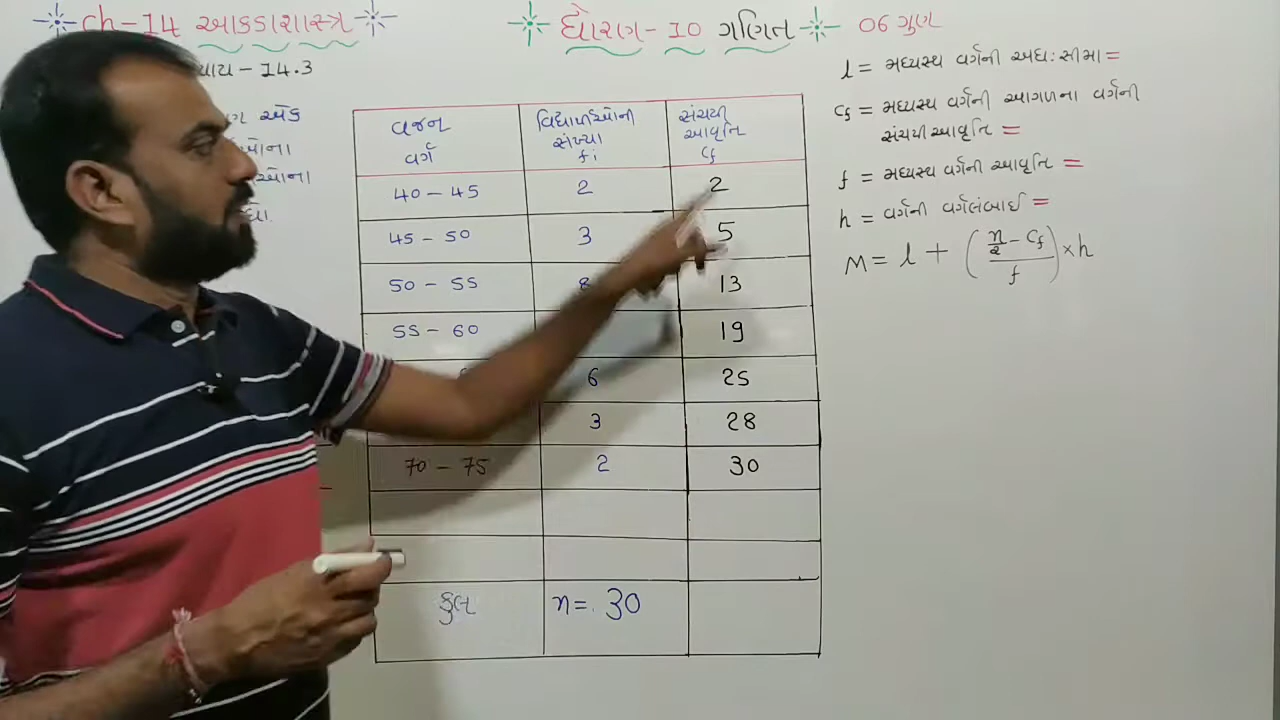 ch-14 આકડાશાસ્ત્ર
ધોરણ-10 ગણિત
06 ગુણ
યાય-14.3
વજન
વર્ગ
વિદ્યાર્થીઓની
સંખ્યા
fi
સંચયી
આવૃતિ
cf
40-45 2 2
45-50 3 5
50-55 8 13
55-60 19
6 25
3 28
70-75 2 30
કુલ n=.30
l = મધ્યસ્થ વર્ગની અધ:સીમા =
cf = મધ્યસ્થ વર્ગની આગળના વર્ગની
સંચયી આવૃતિ =
f = મધ્યસ્થ વર્ગની આવૃતિ =
h = વર્ગની વર્ગલંબાઈ =
M = l + ( (n/2 - cf) / f ) × h